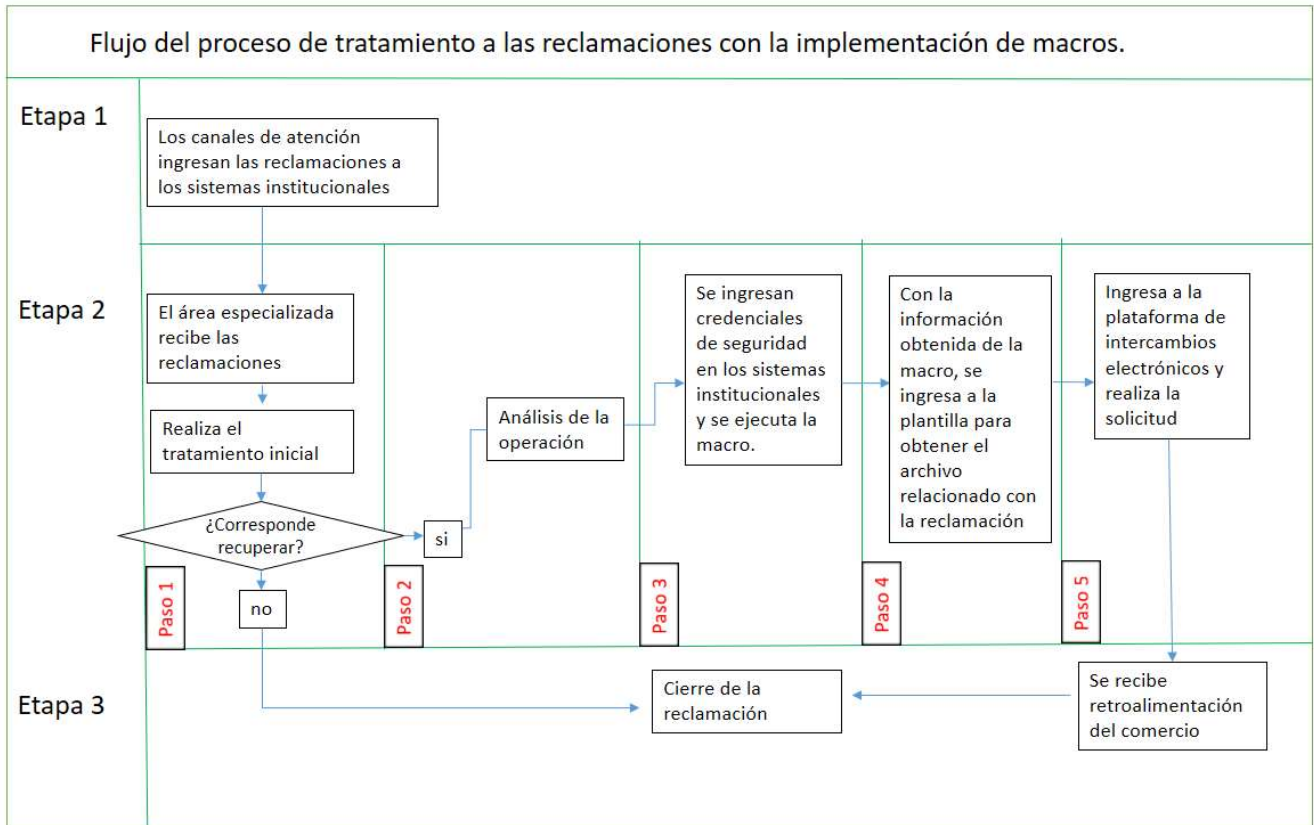 Flujo del proceso de tratamiento a las reclamaciones con la implementación de macros.
Etapa 1
Los canales de atención
ingresan las reclamaciones a
los sistemas institucionales
Etapa 2
El área especializada
recibe las
reclamaciones
Realiza el
tratamiento inicial
¿Corresponde
recuperar?
si
no
Análisis de la
operación
Se ingresan
credenciales
de seguridad
en los sistemas
institucionales
y se ejecuta la
macro.
Con la
información
obtenida de la
macro, se
ingresa a la
plantilla para
obtener el
archivo
relacionado con
la reclamación
Ingresa a la
plataforma de
intercambios
electrónicos y
realiza la
solicitud
Paso 1
Paso 2
Paso 3
Paso 4
Paso 5
Etapa 3
Cierre de la
reclamación
Se recibe
retroalimentación
del comercio